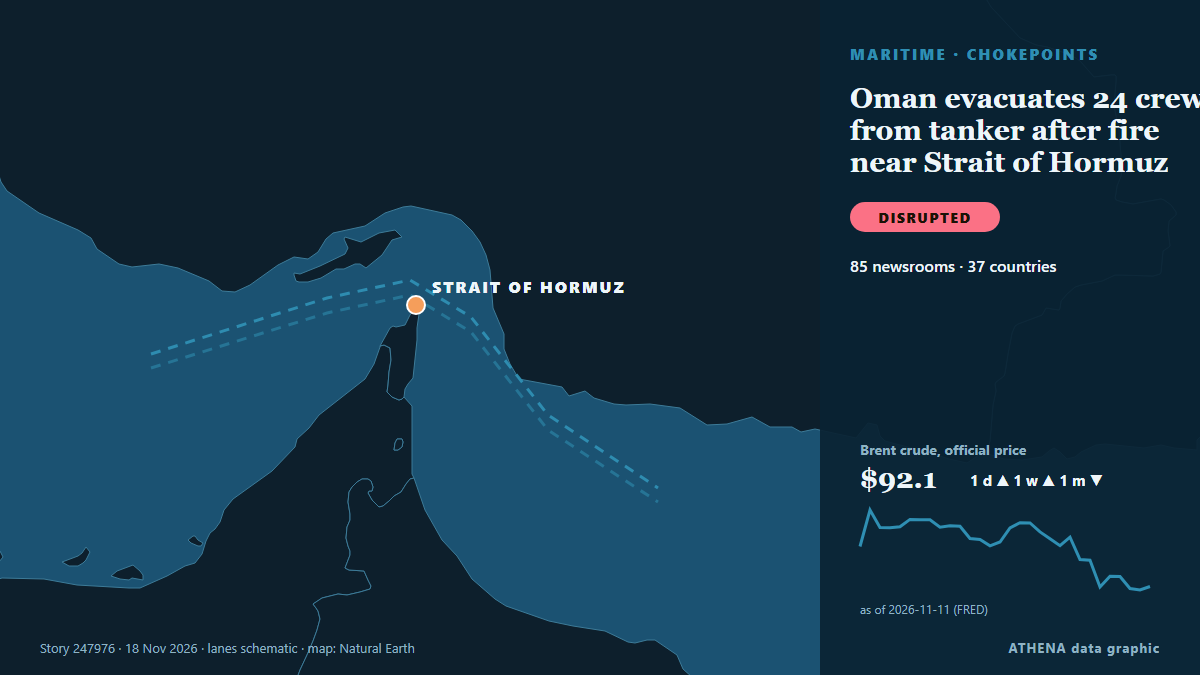 MARITIME · CHOKEPOINTS
Oman evacuates 24 crew
from tanker after fire
near Strait of Hormuz
DISRUPTED
85 newsrooms · 37 countries
STRAIT OF HORMUZ
Brent crude, official price
$92.1 1 d ▲ 1 w ▲ 1 m ▼
as of 2026-11-11 (FRED)
Story 247976 · 18 Nov 2026 · lanes schematic · map: Natural Earth
ATHENA data graphic